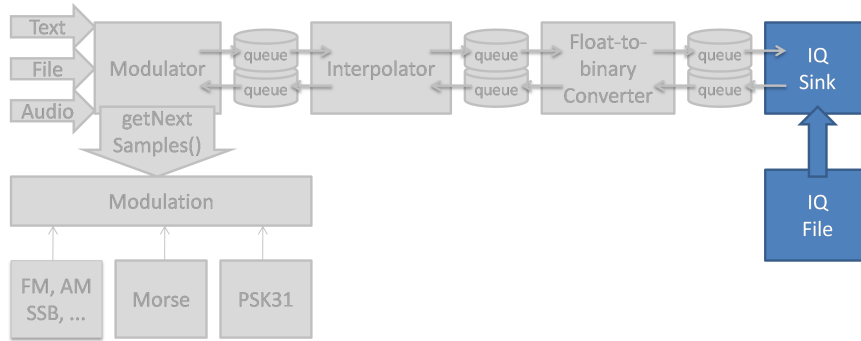 Text
File
Audio
Modulator
queue
queue
Interpolator
queue
queue
Float-to-
binary
Converter
queue
queue
IQ
Sink
getNext
Samples()
Modulation
IQ
File
FM, AM
SSB, ...
Morse
PSK31